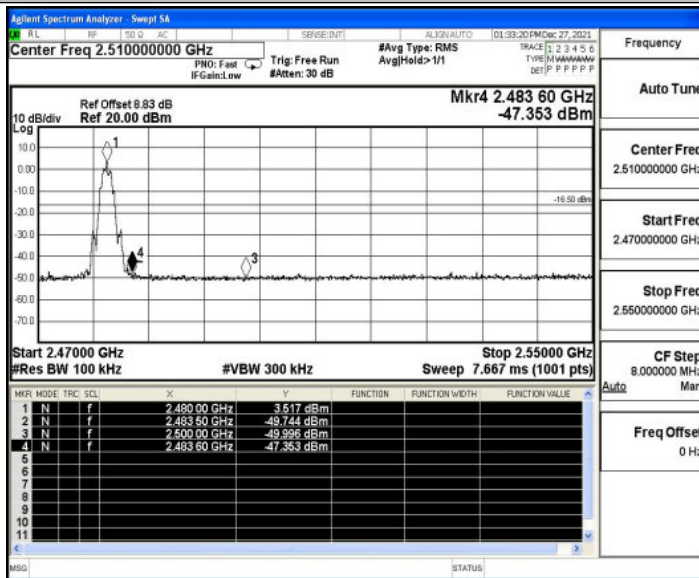 Agilent Spectrum Analyzer - Swept SA
RL RF 50 Ω AC SENSE:INT ALIGNAUTO 01:33:20 PM Dec 27, 2021
Center Freq 2.510000000 GHz
#Avg Type: RMS
TRACE 1 2 3 4 5 6
PNO: Fast Trig: Free Run Avg|Hold>1/1 TYPE M
IFGain:Low #Atten: 30 dB DET P P P P P P
Mkr4 2.483 60 GHz
-47.353 dBm
Ref Offset 8.83 dB
10 dB/div Ref 20.00 dBm
Log
1
10.0
0.00
-10.0
-16.50 dBm
-20.0
-30.0
-40.0
4
3
-50.0
-60.0
-70.0
Start 2.47000 GHz Stop 2.55000 GHz
#Res BW 100 kHz #VBW 300 kHz Sweep 7.667 ms (1001 pts)
MKR MODE TRC SCL X Y FUNCTION FUNCTION WIDTH FUNCTION VALUE
1 N f 2.480 00 GHz 3.517 dBm
2 N f 2.483 50 GHz -49.744 dBm
3 N f 2.500 00 GHz -49.996 dBm
4 N f 2.483 60 GHz -47.353 dBm
5
6
7
8
9
10
11
MSG STATUS
Frequency
Auto Tune
Center Freq
2.510000000 GHz
Start Freq
2.470000000 GHz
Stop Freq
2.550000000 GHz
CF Step
8.000000 MHz
Auto Man
Freq Offset
0 Hz